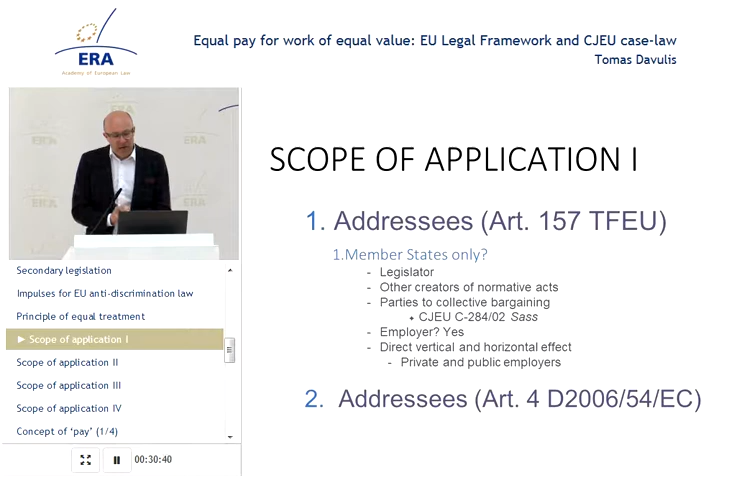 ERA
Academy of European Law
Equal pay for work of equal value: EU Legal Framework and CJEU case-law
Tomas Davulis
ERA
ERA
ERA
SCOPE OF APPLICATION I
1. Addressees (Art. 157 TFEU)
1.Member States only?
- Legislator
- Other creators of normative acts
- Parties to collective bargaining
CJEU C-284/02 Sass
- Employer? Yes
- Direct vertical and horizontal effect
- Private and public employers
2. Addressees (Art. 4 D2006/54/EC)
Secondary legislation
Impulses for EU anti-discrimination law
Principle of equal treatment
► Scope of application I
Scope of application II
Scope of application III
Scope of application IV
Concept of ‘pay’ (1/4)
00:30:40